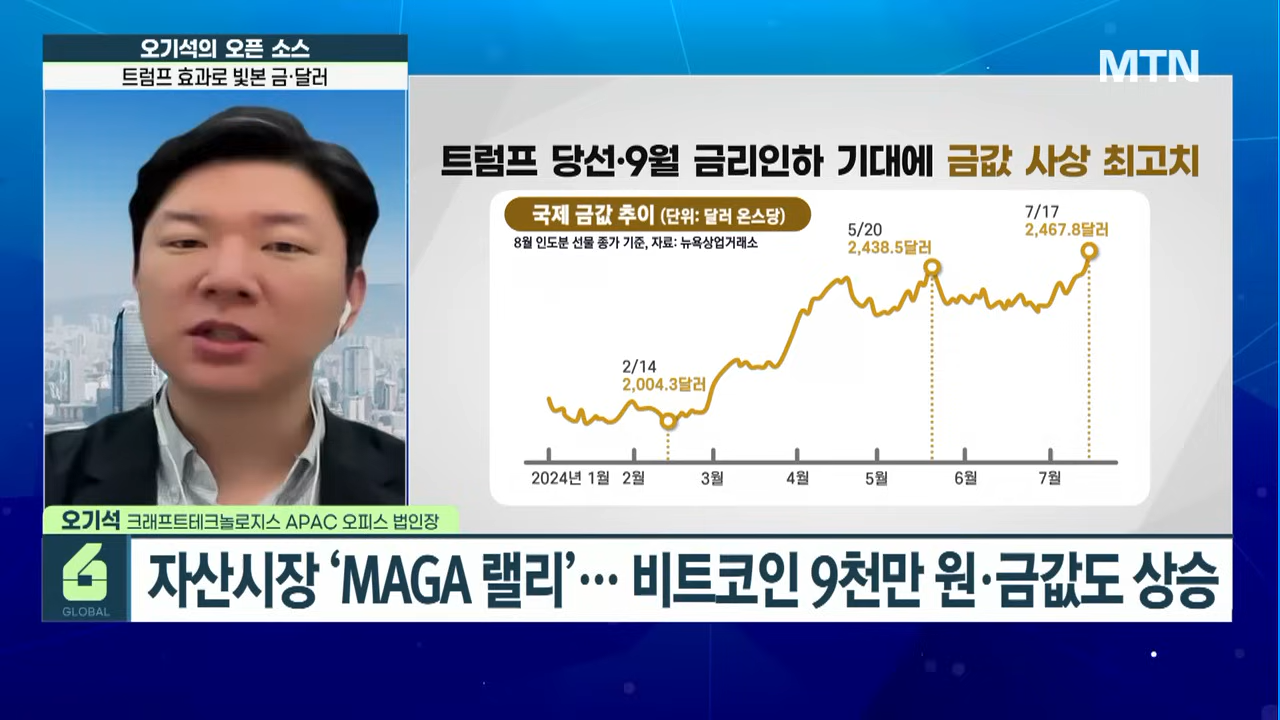 오기석의 오픈 소스
트럼프 효과로 빛본 금·달러
MTN
트럼프 당선·9월 금리인하 기대에 금값 사상 최고치
국제 금값 추이 (단위: 달러 온스당)
8월 인도분 선물 종가 기준, 자료: 뉴욕상업거래소
7/17
2,467.8달러
5/20
2,438.5달러
2/14
2,004.3달러
2024년 1월 2월 3월 4월 5월 6월 7월
오기석 크래프트테크놀로지스 APAC 오피스 법인장
6
GLOBAL
자산시장 ‘MAGA 랠리’… 비트코인 9천만 원·금값도 상승